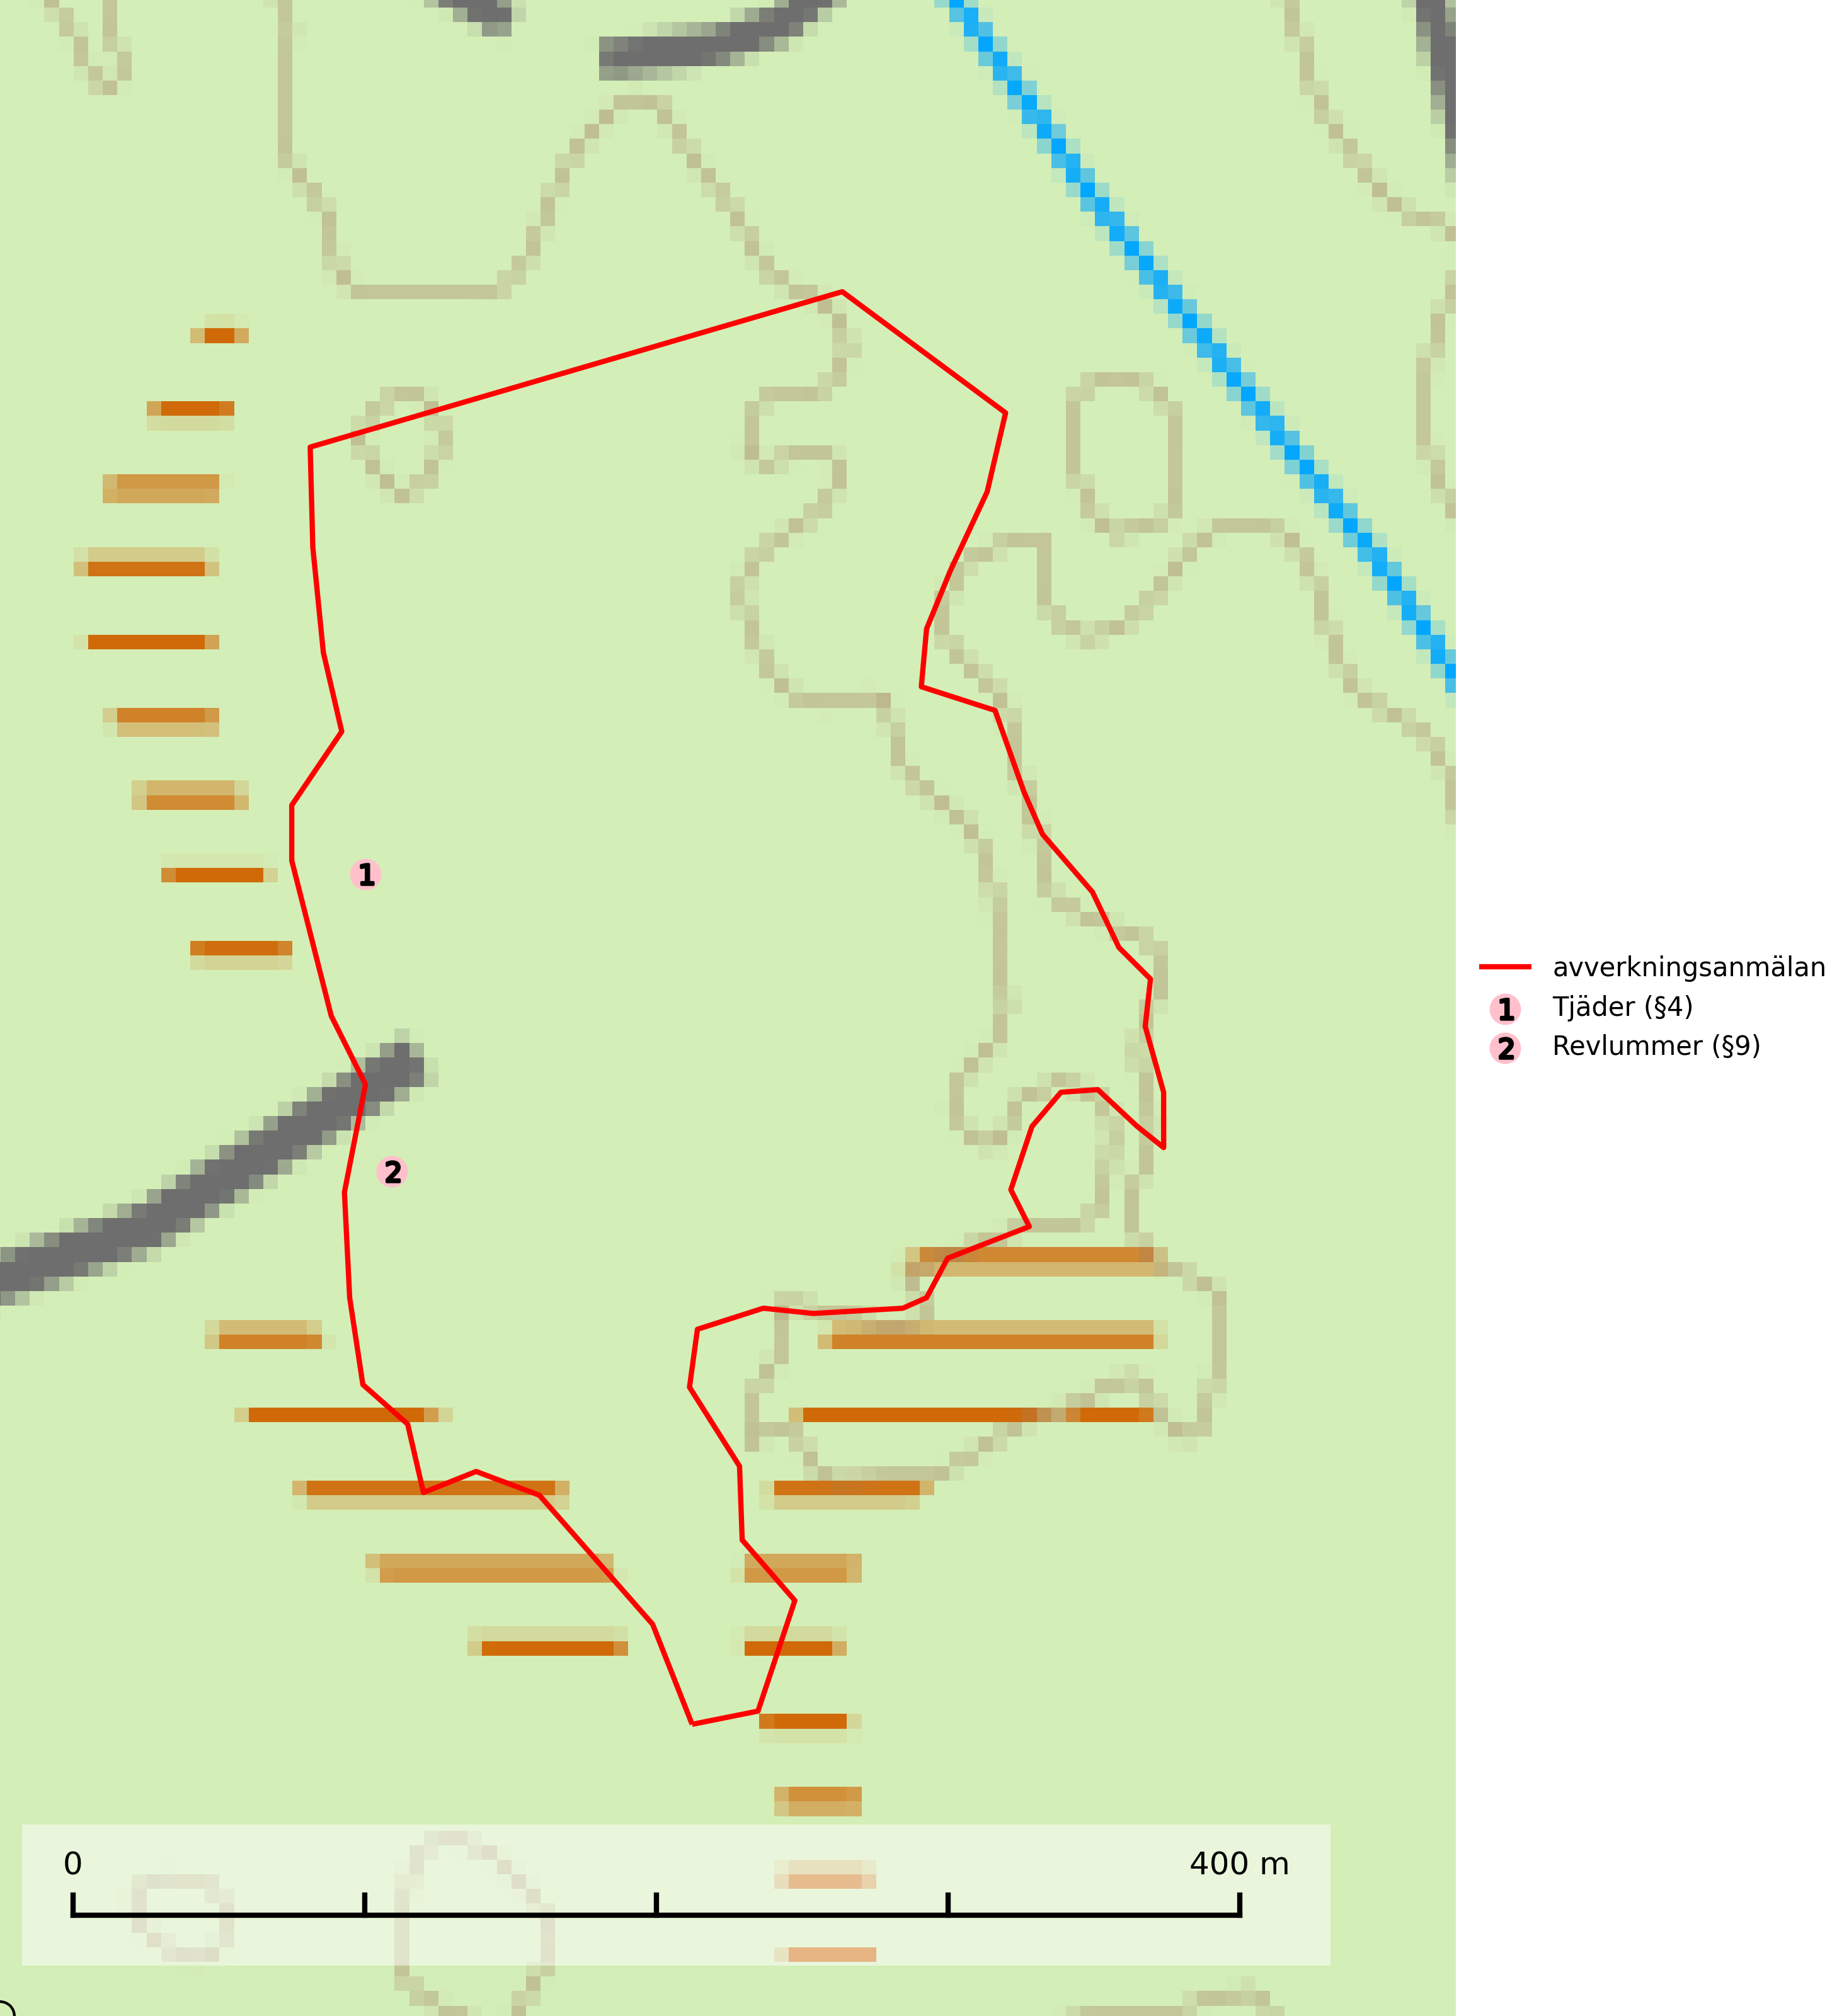 1
2
avverkningsanmälan
1 Tjäder (§4)
2 Revlummer (§9)
0 400 m